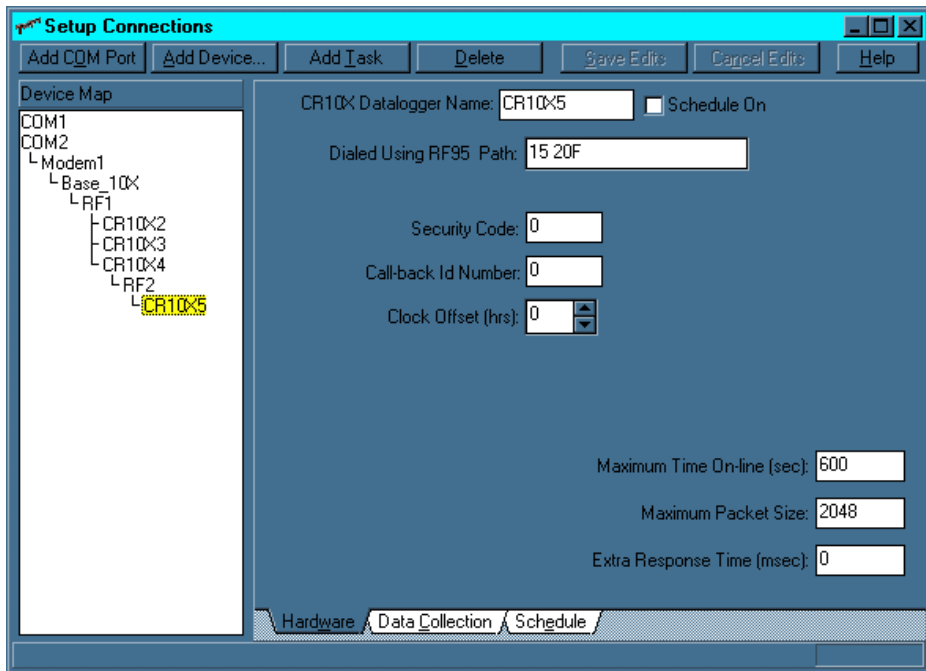 Setup Connections
Add COM Port Add Device... Add Task Delete Save Edits Cancel Edits Help
Device Map
COM1
COM2
Modem1
Base_10X
RF1
CR10X2
CR10X3
CR10X4
RF2
CR10X5
CR10X Datalogger Name: CR10X5 Schedule On
Dialed Using RF95 Path: 15 20F
Security Code: 0
Call-back Id Number: 0
Clock Offset (hrs): 0
Maximum Time On-line (sec): 600
Maximum Packet Size: 2048
Extra Response Time (msec): 0
Hardware Data Collection Schedule